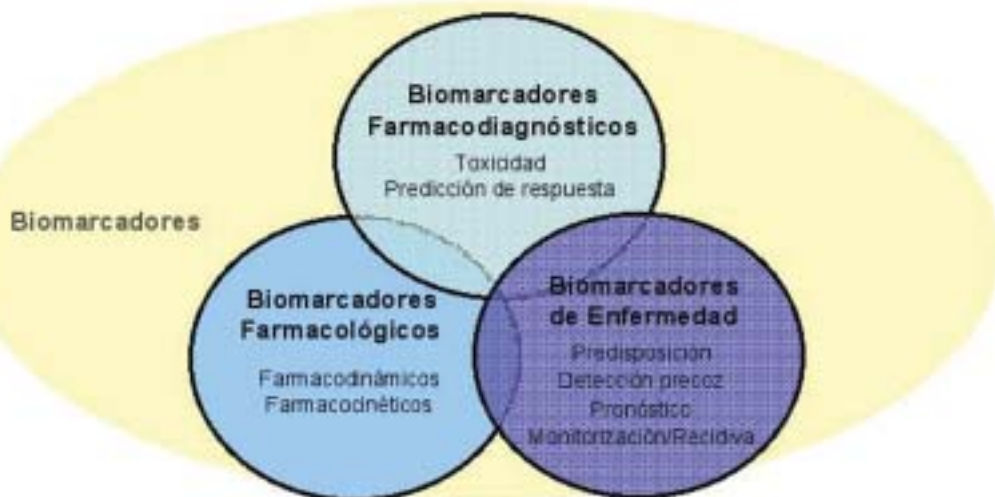 Biomarcadores
Farmacodiagnósticos
Toxicidad
Predicción de respuesta
Biomarcadores
Biomarcadores
Farmacológicos
Farmacodinámicos
Farmacocinéticos
Biomarcadores
de Enfermedad
Predisposición
Detección precoz
Pronóstico
Monitorización/Recidiva